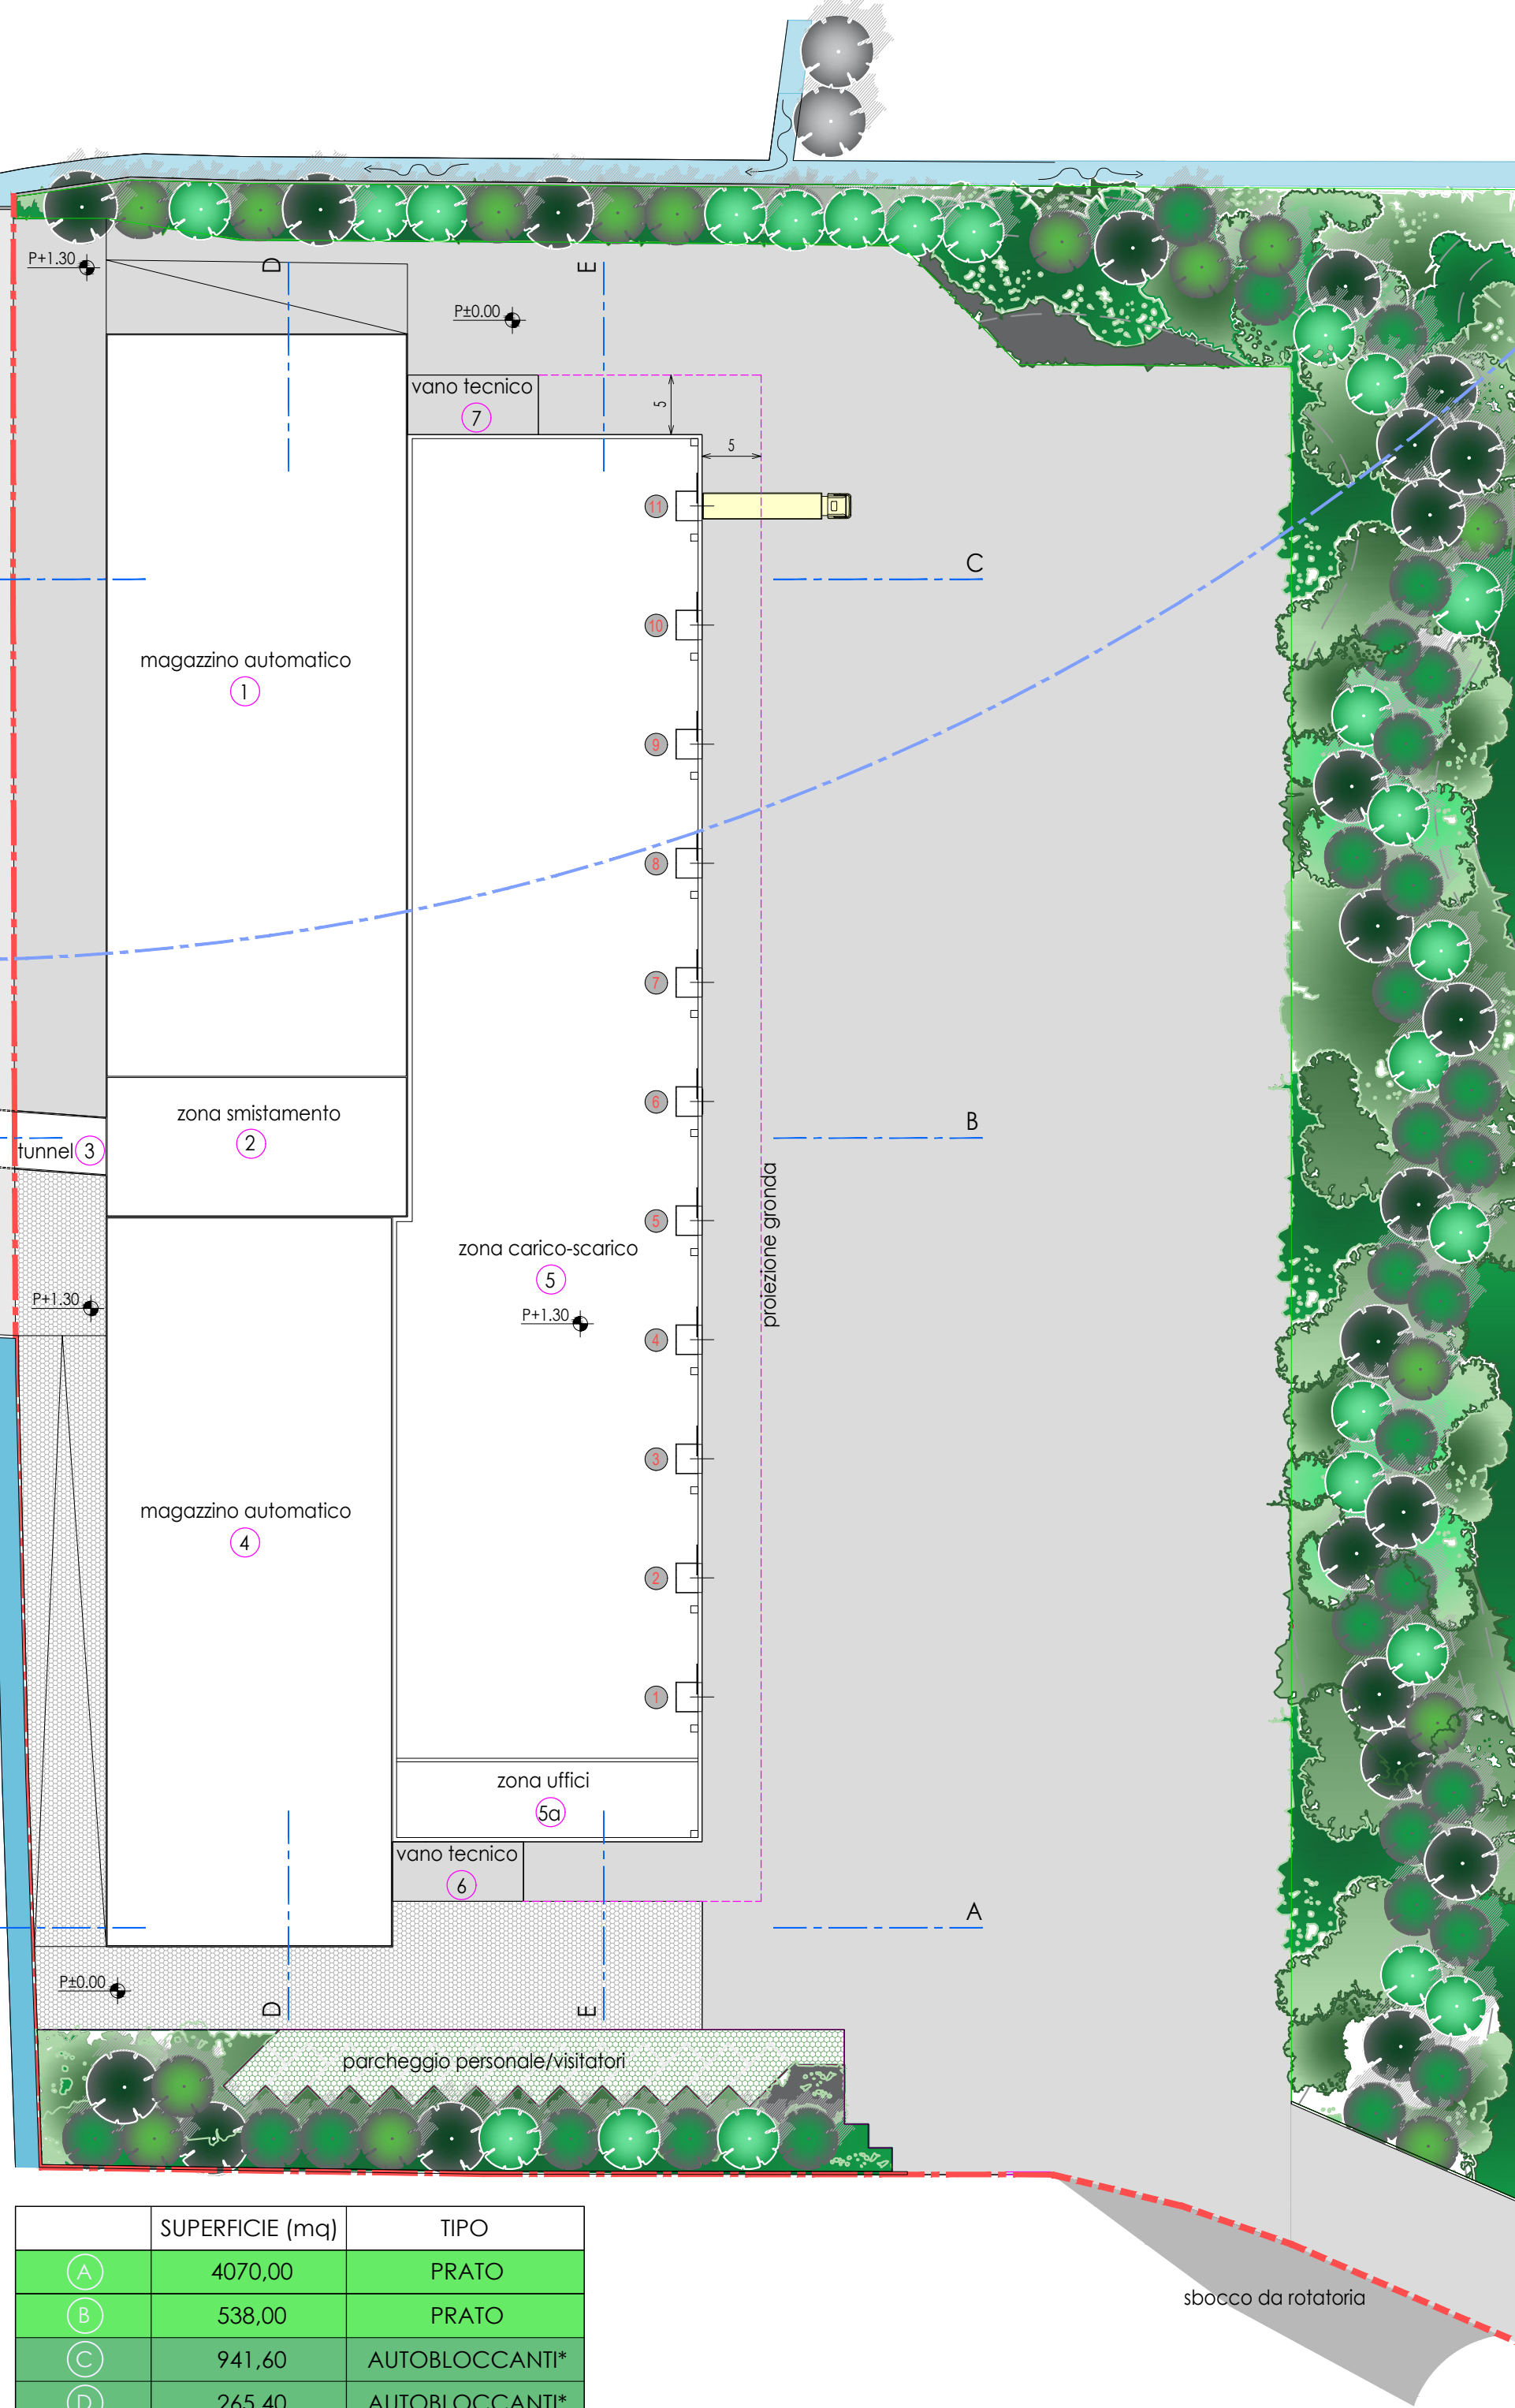 P+1.30
D
E
P±0.00
vano tecnico
7
5
5
11
C
10
magazzino automatico
1
9
8
7
6
zona smistamento
2
B
tunnel 3
proiezione gronda
5
zona carico-scarico
5
P+1.30
P+1.30
4
3
magazzino automatico
4
2
1
zona uffici
5a
vano tecnico
6
A
P±0.00
D
E
parcheggio personale/visitatori
SUPERFICIE (mq) TIPO
A 4070,00 PRATO
B 538,00 PRATO
C 941,60 AUTOBLOCCANTI*
D 265,40 AUTOBLOCCANTI*
sbocco da rotatoria